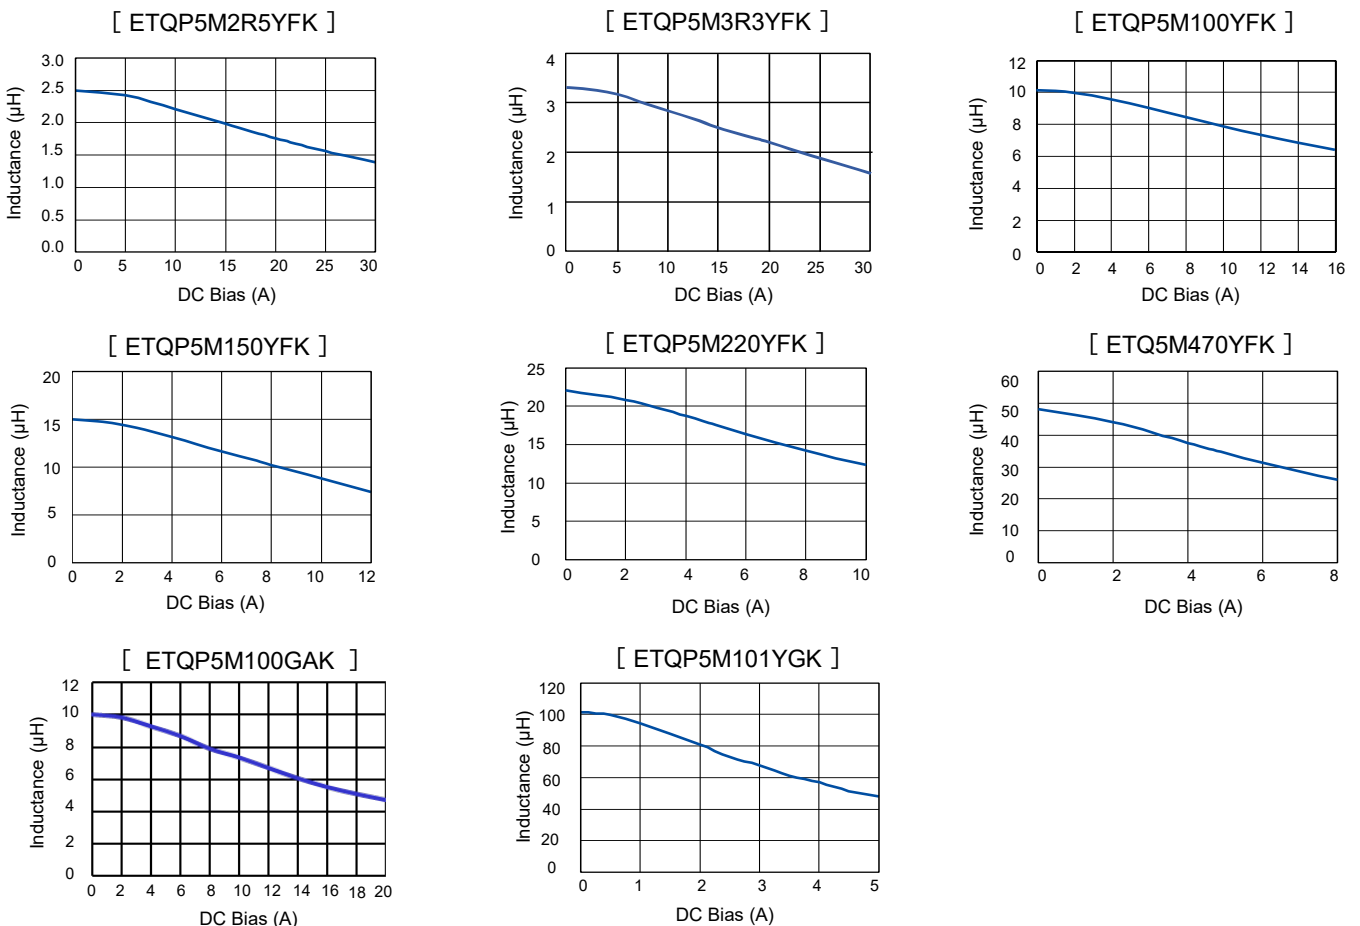 [ ETQP5M2R5YFK ]
Inductance (μH)
3.0
2.5
2.0
1.5
1.0
0.5
0.0
0 5 10 15 20 25 30
DC Bias (A)
[ ETQP5M3R3YFK ]
Inductance (μH)
4
3
2
1
0
0 5 10 15 20 25 30
DC Bias (A)
[ ETQP5M100YFK ]
Inductance (μH)
12
10
8
6
4
2
0
0 2 4 6 8 10 12 14 16
DC Bias (A)
[ ETQP5M150YFK ]
Inductance (μH)
20
15
10
5
0
0 2 4 6 8 10 12
DC Bias (A)
[ ETQP5M220YFK ]
Inductance (μH)
25
20
15
10
5
0
0 2 4 6 8 10
DC Bias (A)
[ ETQ5M470YFK ]
Inductance (μH)
60
50
40
30
20
10
0
0 2 4 6 8
DC Bias (A)
[ ETQP5M100GAK ]
Inductance (μH)
12
10
8
6
4
2
0
0 2 4 6 8 10 12 14 16 18 20
DC Bias (A)
[ ETQP5M101YGK ]
Inductance (μH)
120
100
80
60
40
20
0
0 1 2 3 4 5
DC Bias (A)